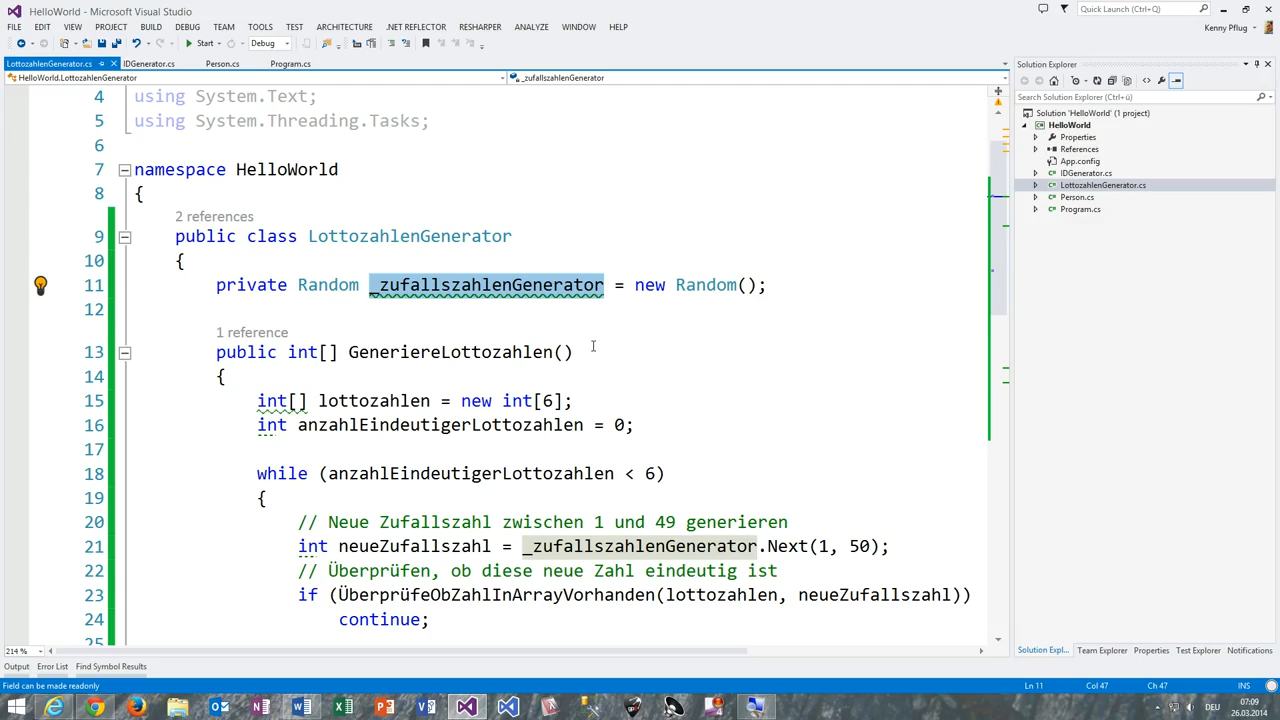 HelloWorld - Microsoft Visual Studio
Quick Launch (Ctrl+Q)
FILE EDIT VIEW PROJECT BUILD DEBUG TEAM TOOLS TEST ARCHITECTURE .NET REFLECTOR RESHARPER ANALYZE WINDOW HELP
Kenny Pflug
Start Debug
LottozahlenGenerator.cs IDGenerator.cs Person.cs Program.cs
HelloWorld.LottozahlenGenerator _zufallszahlenGenerator
4 using System.Text;
5 using System.Threading.Tasks;
6
7 namespace HelloWorld
8 {
2 references
9 public class LottozahlenGenerator
10 {
11 private Random _zufallszahlenGenerator = new Random();
12
1 reference
13 public int[] GeneriereLottozahlen()
14 {
15 int[] lottozahlen = new int[6];
16 int anzahlEindeutigerLottozahlen = 0;
17
18 while (anzahlEindeutigerLottozahlen < 6)
19 {
20 // Neue Zufallszahl zwischen 1 und 49 generieren
21 int neueZufallszahl = _zufallszahlenGenerator.Next(1, 50);
22 // Überprüfen, ob diese neue Zahl eindeutig ist
23 if (ÜberprüfeObZahlInArrayVorhanden(lottozahlen, neueZufallszahl))
24 continue;
25
214 %
Solution Explorer
Search Solution Explorer (Ctrl+ü)
Solution 'HelloWorld' (1 project)
HelloWorld
Properties
References
App.config
IDGenerator.cs
LottozahlenGenerator.cs
Person.cs
Program.cs
Solution Expl... Team Explorer Properties Test Explorer Notifications
Output Error List Find Symbol Results
Field can be made readonly Ln 11 Col 47 Ch 47 INS
DEU
07:09
26.03.2014